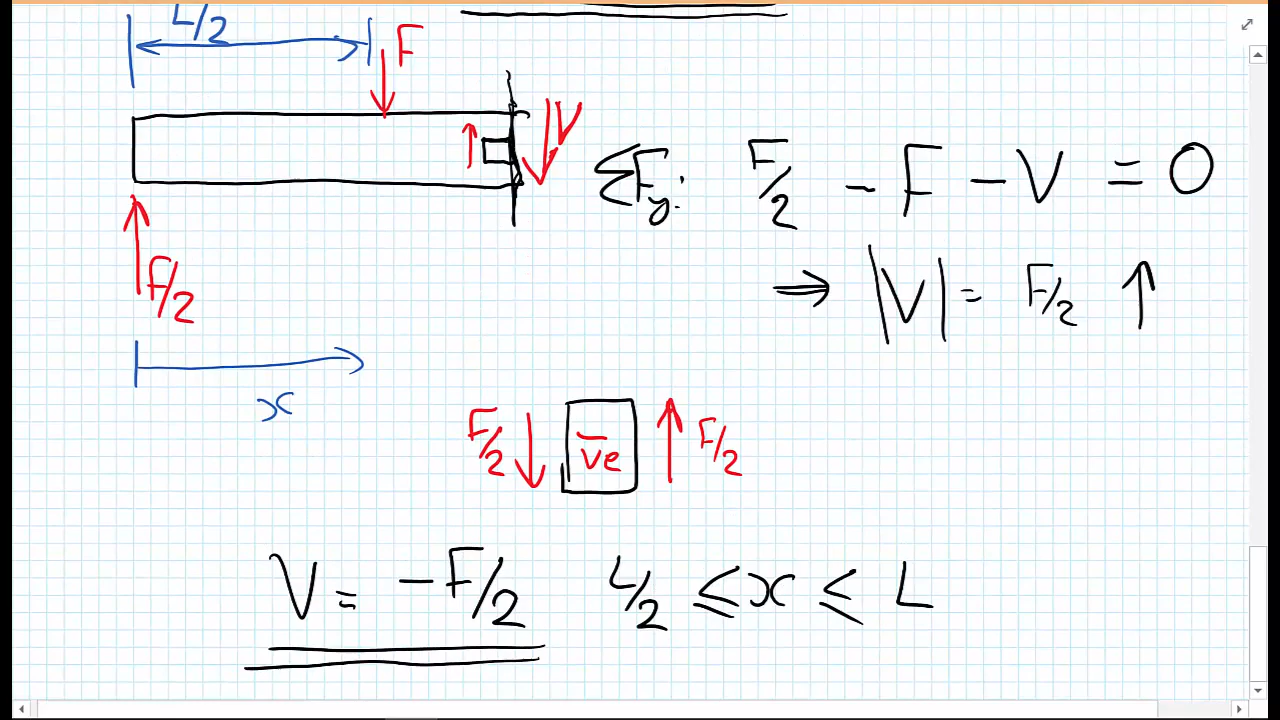 L/2
F
V
ΣFy: F/2 - F - V = 0
F/2
⇒ |V| = F/2 ↑
x
F/2 ve F/2
V = -F/2 L/2 ≤ x ≤ L